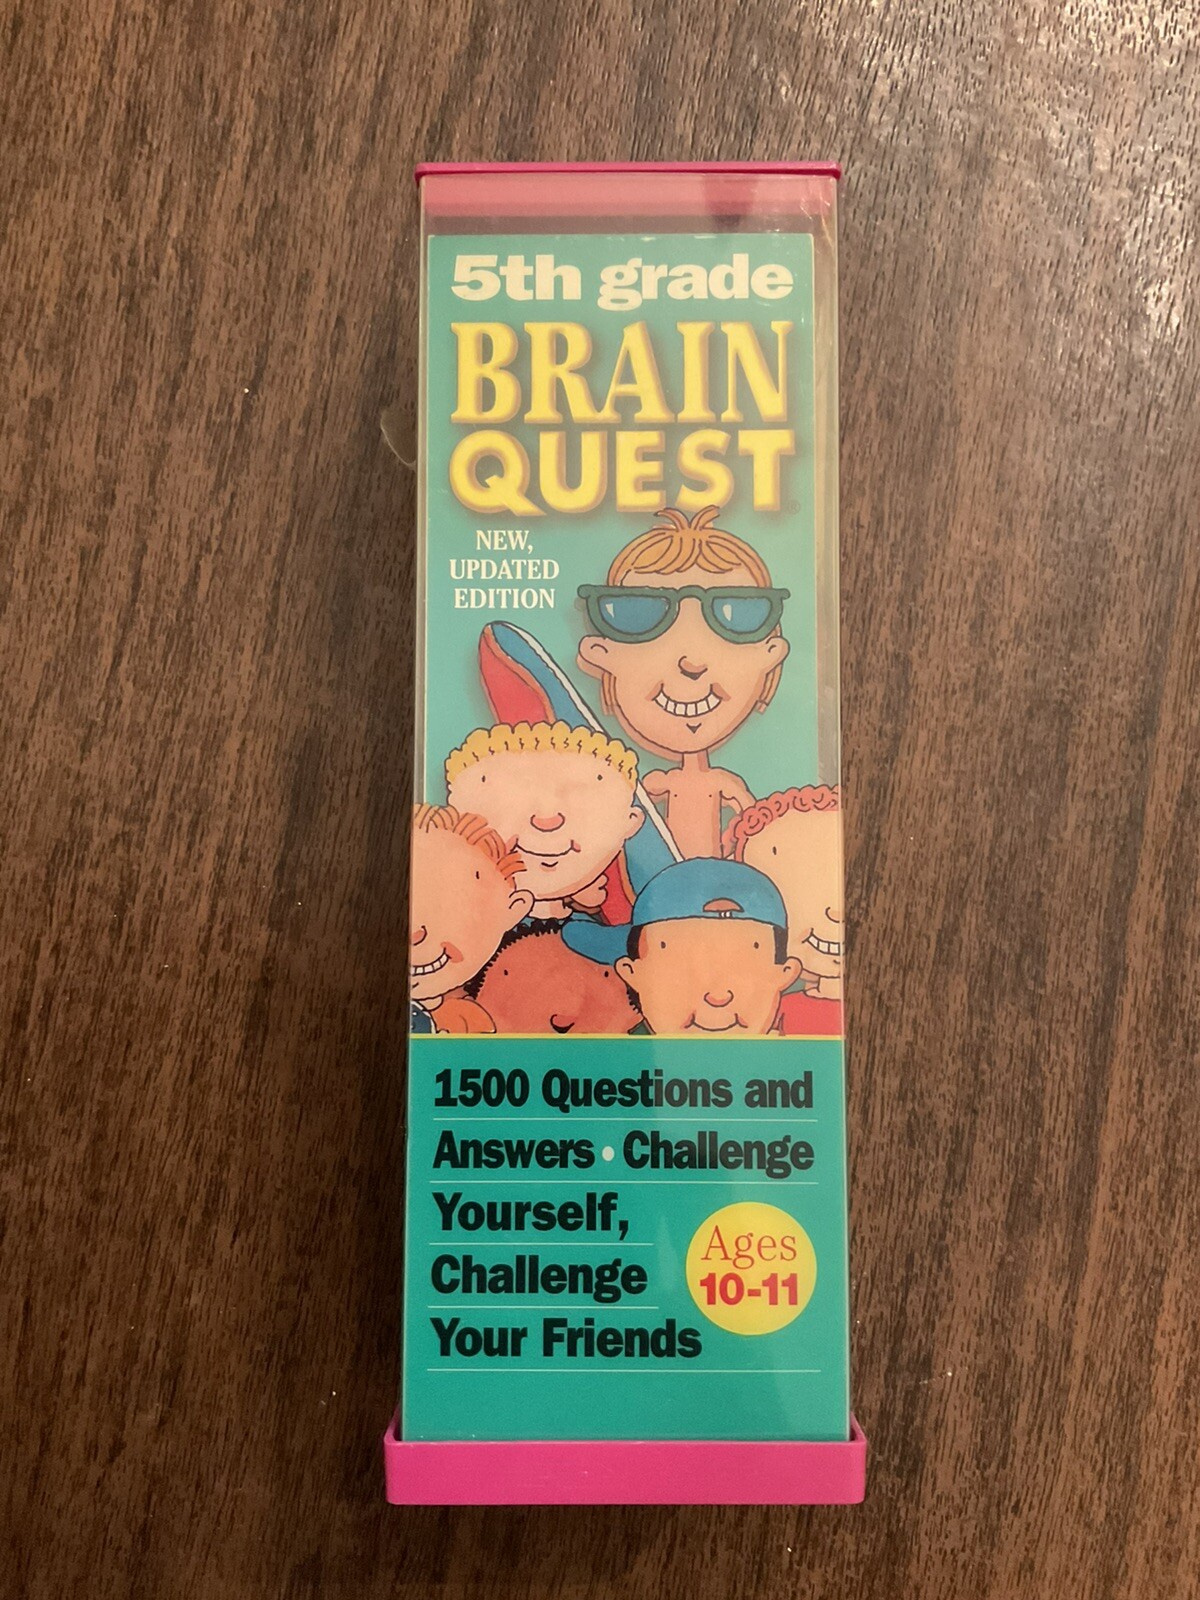 5th grade
BRAIN
QUEST®
NEW,
UPDATED
EDITION
1500 Questions and
Answers • Challenge
Yourself,
Challenge
Your Friends
Ages
10-11